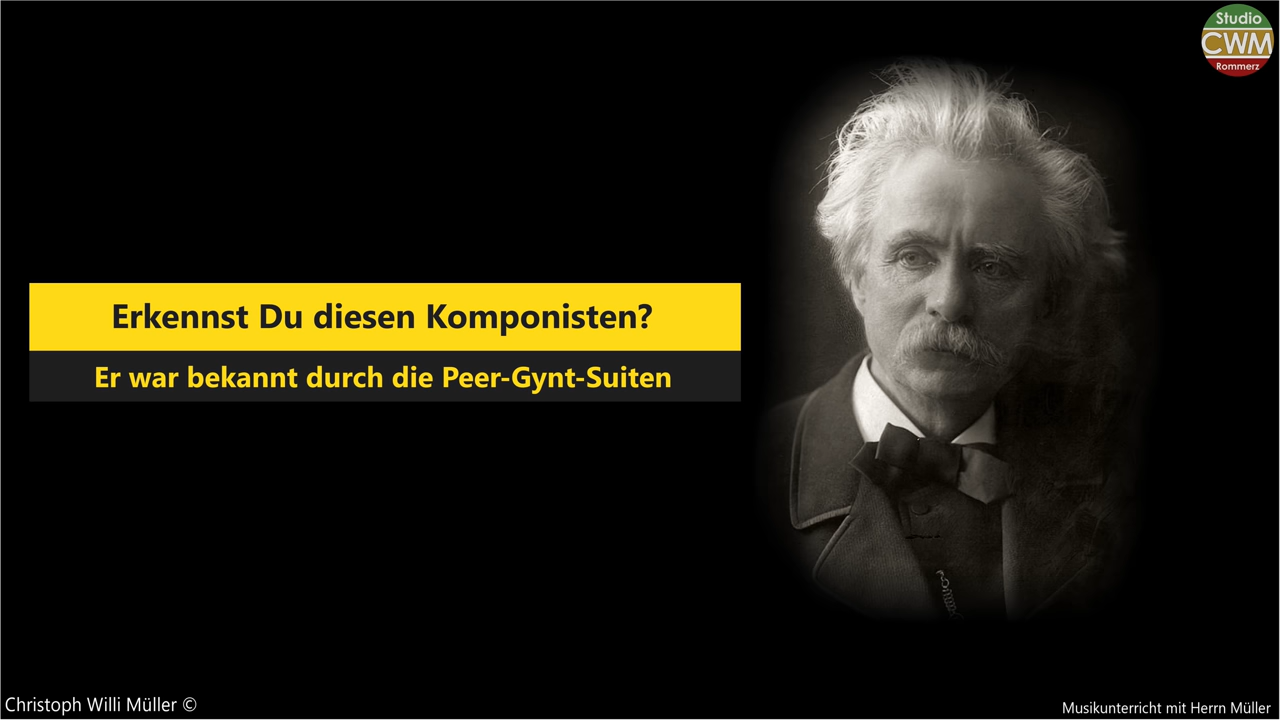 Studio
CWM
Rommerz
Erkennst Du diesen Komponisten?
Er war bekannt durch die Peer-Gynt-Suiten
Christoph Willi Müller ©
Musikunterricht mit Herrn Müller